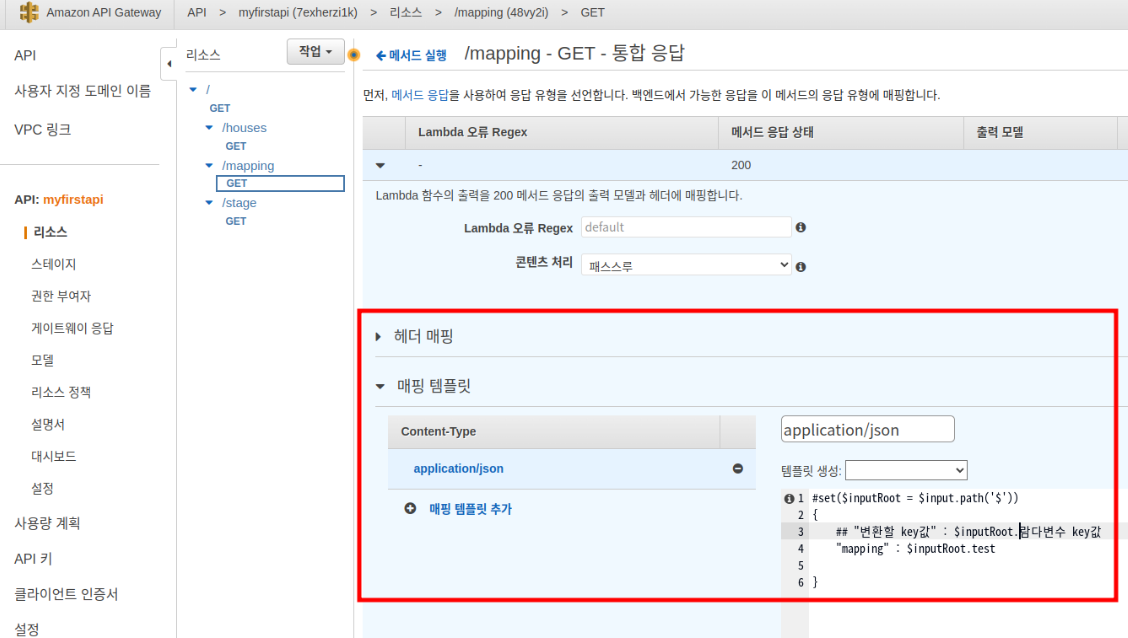 Amazon API Gateway
API > myfirstapi (7exherzi1k) > 리소스 > /mapping (48vy2i) > GET
API
사용자 지정 도메인 이름
VPC 링크
API: myfirstapi
리소스
스테이지
권한 부여자
게이트웨이 응답
모델
리소스 정책
설명서
대시보드
설정
사용량 계획
API 키
클라이언트 인증서
설정
리소스
작업
/
GET
/houses
GET
/mapping
GET
/stage
GET
메서드 실행 /mapping - GET - 통합 응답
먼저, 메서드 응답을 사용하여 응답 유형을 선언합니다. 백엔드에서 가능한 응답을 이 메서드의 응답 유형에 매핑합니다.
Lambda 오류 Regex 메서드 응답 상태 출력 모델
- 200
Lambda 함수의 출력을 200 메서드 응답의 출력 모델과 헤더에 매핑합니다.
Lambda 오류 Regex default
콘텐츠 처리 패스스루
헤더 매핑
매핑 템플릿
Content-Type
application/json
매핑 템플릿 추가
application/json
템플릿 생성:
1 #set($inputRoot = $input.path('$'))
2 {
3 ## "변환할 key값" : $inputRoot.람다변수 key값
4 "mapping" : $inputRoot.test
5
6 }